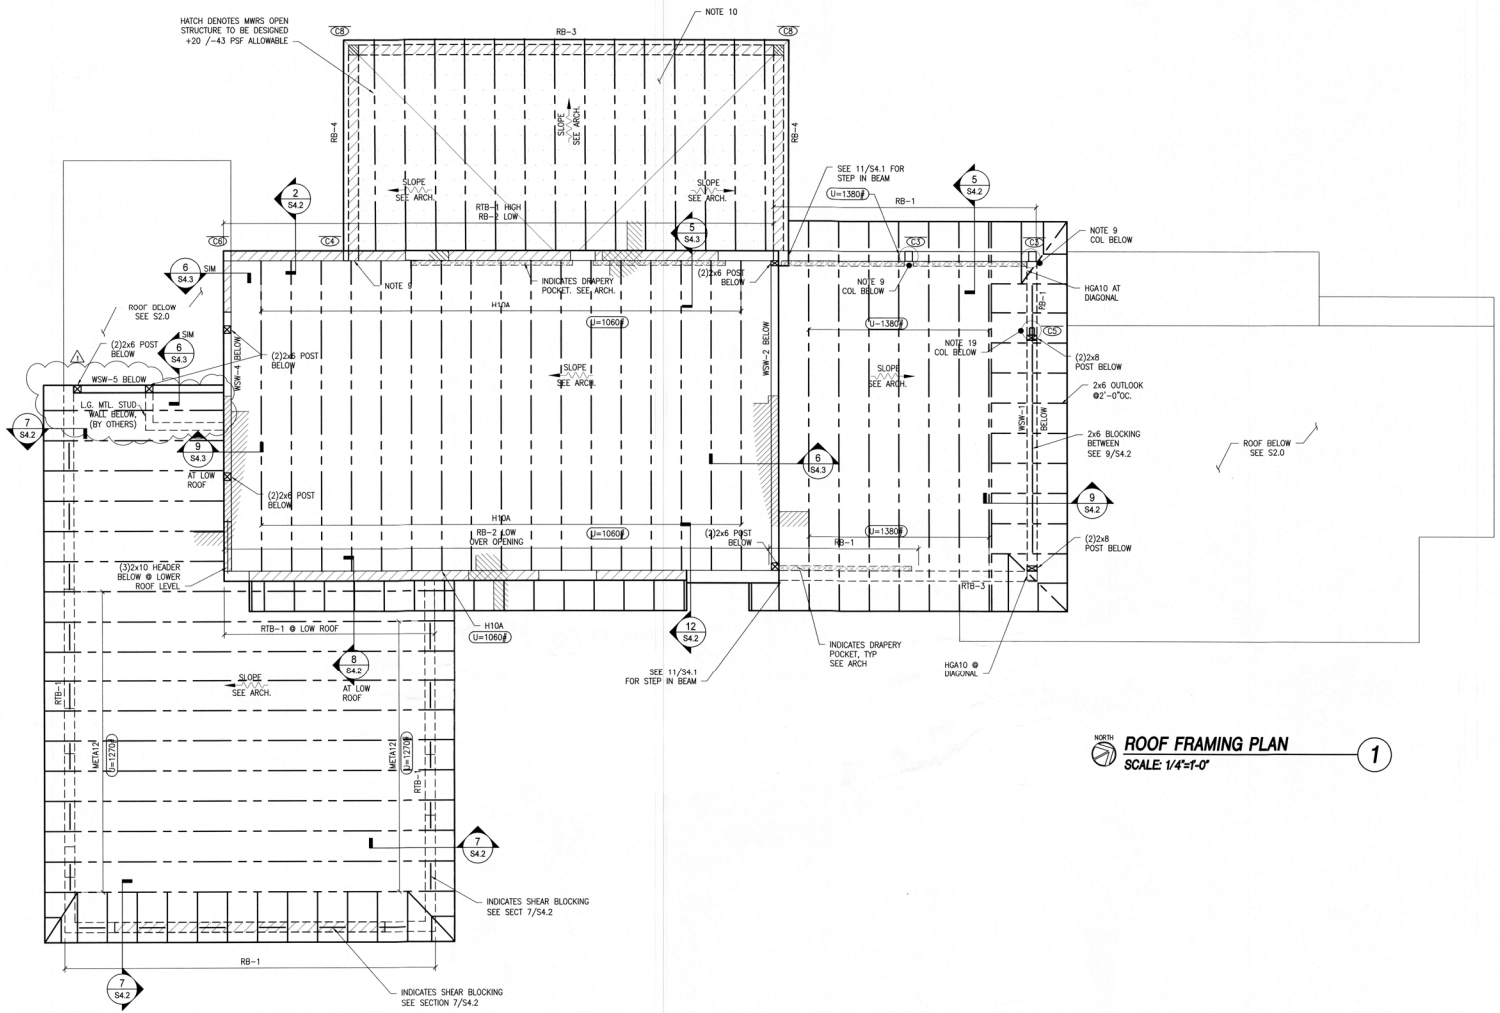 HATCH DENOTES MWRS OPEN
STRUCTURE TO BE DESIGNED
+20 /-43 PSF ALLOWABLE
C8
RB-3
C8
NOTE 10
RB-4
RB-4
SLOPE
SEE ARCH.
SLOPE
SEE ARCH.
SLOPE
SEE ARCH.
RTB-1 HIGH
RB-2 LOW
SEE 11/S4.1 FOR
STEP IN BEAM
U=1380#
RB-1
5
S4.2
2
S4.2
5
S4.3
C6
C4
C3
C3
NOTE 9
COL BELOW
6
S4.3
SIM
NOTE 9
INDICATES DRAPERY
POCKET. SEE ARCH.
(2)2x6 POST
BELOW
NOTE 9
COL BELOW
HGA10 AT
DIAGONAL
RB-1
ROOF BELOW
SEE S2.0
H10A
U=1060#
U=1380#
C5
NOTE 19
COL BELOW
(2)2x8
POST BELOW
SIM
6
S4.3
(2)2x6 POST
BELOW
1
WSW-5 BELOW
(2)2x6 POST
BELOW
WSW-4 BELOW
WSW-2 BELOW
SLOPE
SEE ARCH.
SLOPE
SEE ARCH.
2x6 OUTLOOK
@2'-0"OC.
L.G. MTL. STUD
WALL BELOW,
(BY OTHERS)
WSW-1
BELOW
7
S4.2
9
S4.3
AT LOW
ROOF
6
S4.3
2x6 BLOCKING
BETWEEN
SEE 9/S4.2
ROOF BELOW
SEE S2.0
(2)2x6 POST
BELOW
9
S4.2
H10A
RB-2 LOW
OVER OPENING
U=1060#
(2)2x6 POST
BELOW
U=1380#
RB-1
(2)2x8
POST BELOW
(3)2x10 HEADER
BELOW @ LOWER
ROOF LEVEL
RTB-3
RTB-1 @ LOW ROOF
H10A
U=1060#
12
S4.2
INDICATES DRAPERY
POCKET, TYP
SEE ARCH
8
S4.2
AT LOW
ROOF
SEE 11/S4.1
FOR STEP IN BEAM
HGA10 @
DIAGONAL
SLOPE
SEE ARCH.
RTB-1
META12
U=1270#
META12
U=1270#
RTB-1
NORTH
ROOF FRAMING PLAN
SCALE: 1/4"=1'-0"
1
7
S4.2
INDICATES SHEAR BLOCKING
SEE SECT 7/S4.2
RB-1
7
S4.2
INDICATES SHEAR BLOCKING
SEE SECTION 7/S4.2